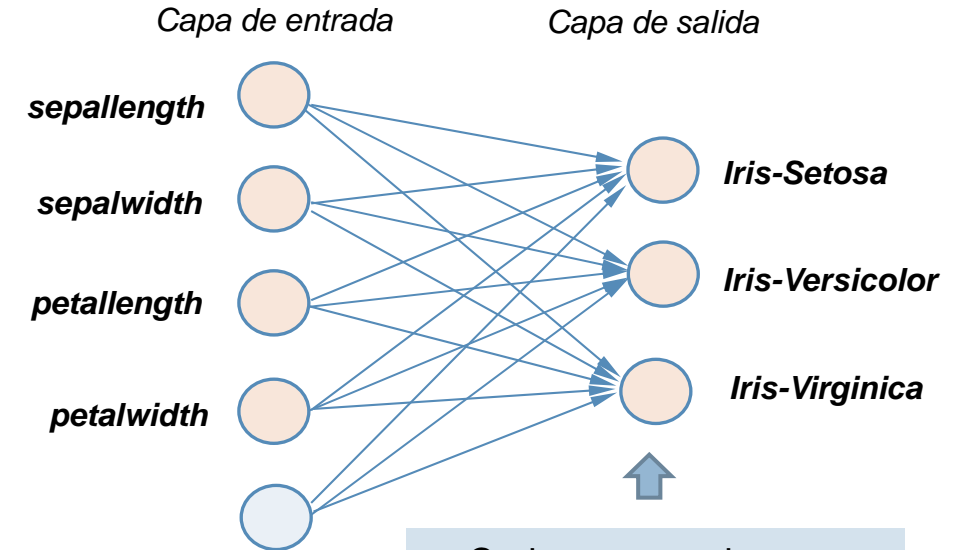 Capa de entrada
Capa de salida
sepallength
sepalwidth
petallength
petalwidth
Iris-Setosa
Iris-Versicolor
Iris-Virginica